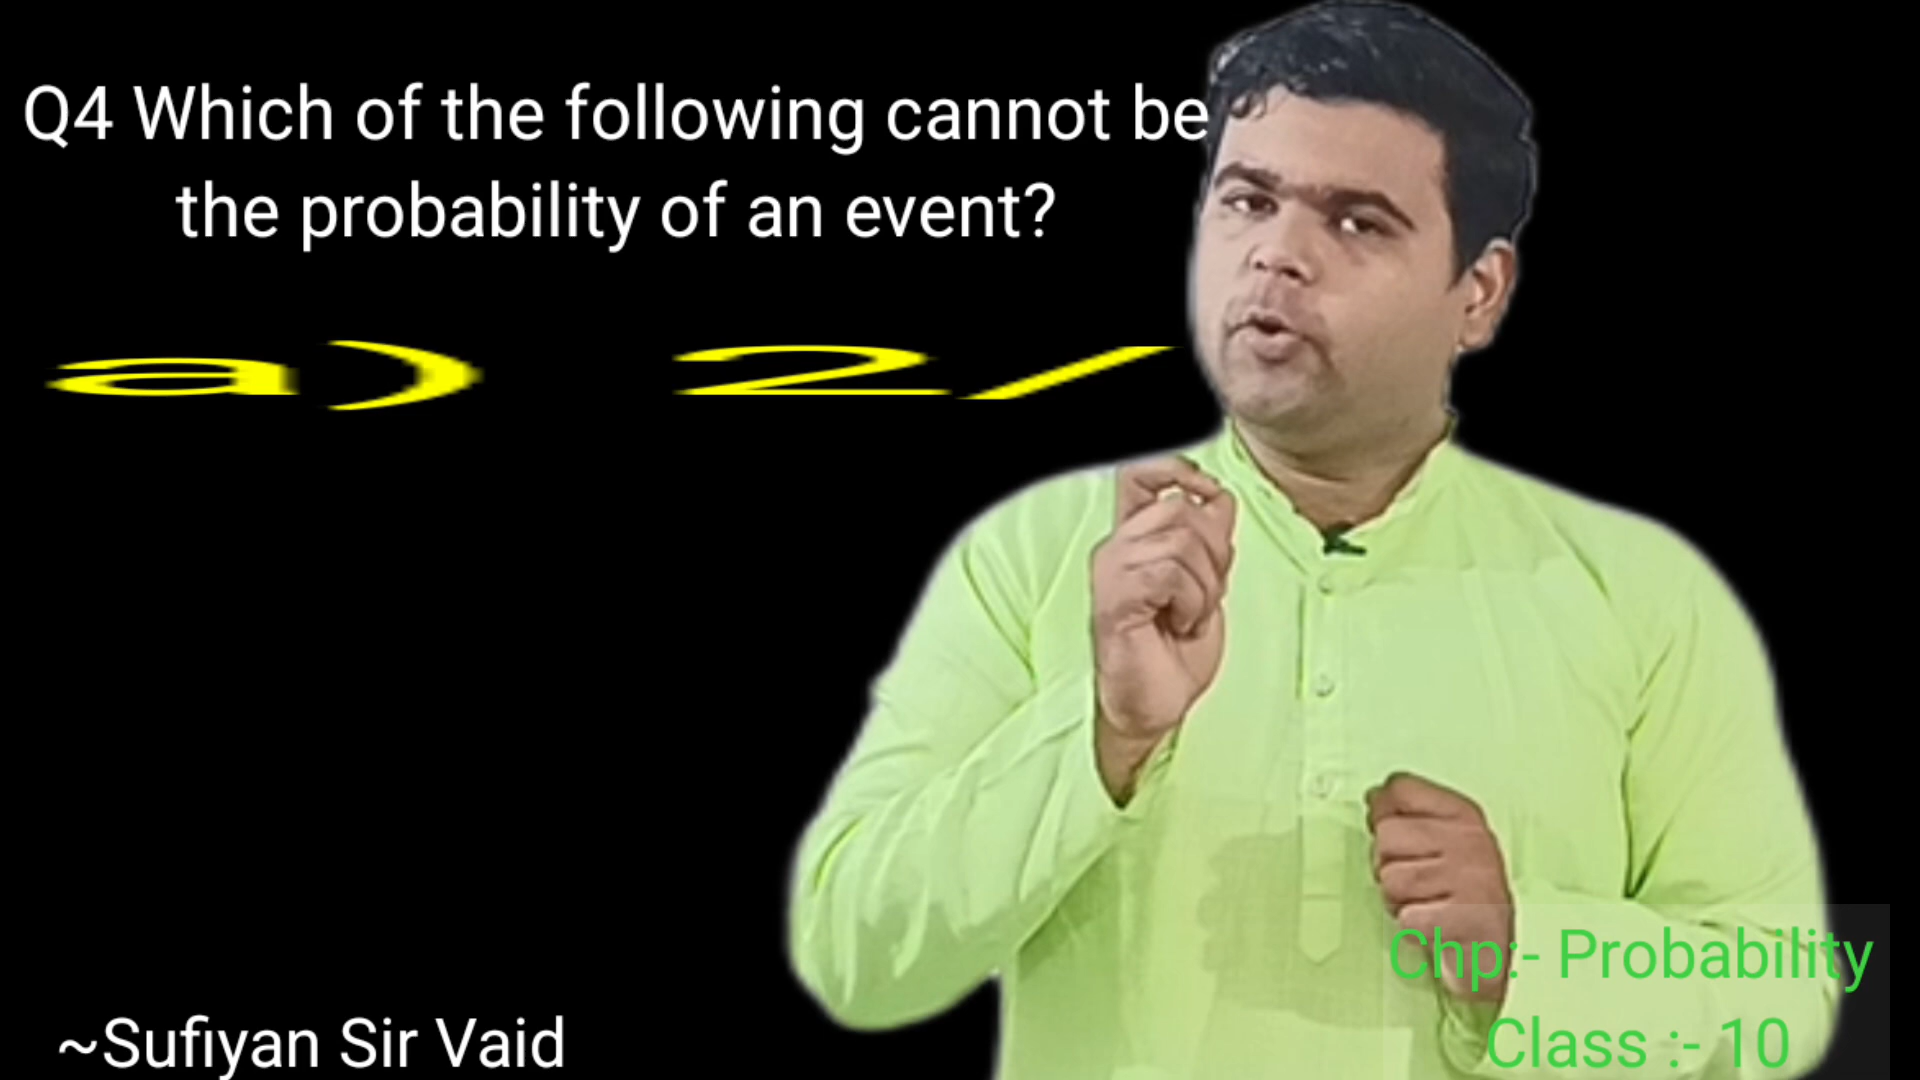 Q4 Which of the following cannot be
the probability of an event?
a) 2/
Chp:- Probability
Class :- 10
~Sufiyan Sir Vaid